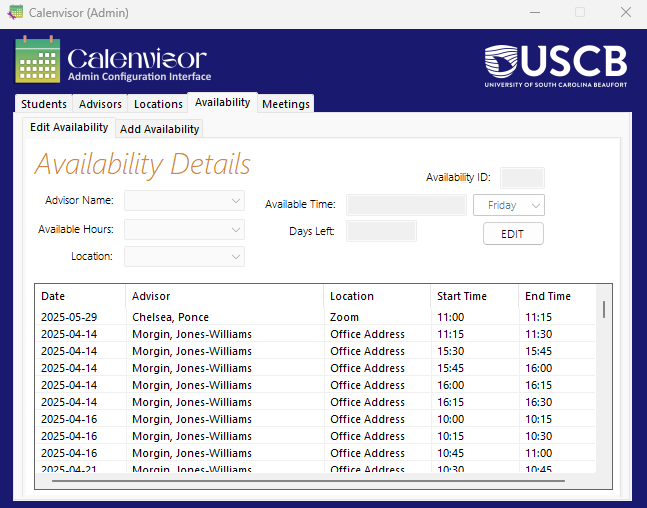 Calenvisor (Admin)
Calenvisor
Admin Configuration Interface
USCB
UNIVERSITY OF SOUTH CAROLINA BEAUFORT
Students Advisors Locations Availability Meetings
Edit Availability Add Availability
Availability Details
Availability ID:
Advisor Name: Available Time: Friday
Available Hours: Days Left: EDIT
Location:
Date Advisor Location Start Time End Time
2025-05-29 Chelsea, Ponce Zoom 11:00 11:15
2025-04-14 Morgin, Jones-Williams Office Address 11:15 11:30
2025-04-14 Morgin, Jones-Williams Office Address 15:30 15:45
2025-04-14 Morgin, Jones-Williams Office Address 15:45 16:00
2025-04-14 Morgin, Jones-Williams Office Address 16:00 16:15
2025-04-14 Morgin, Jones-Williams Office Address 16:15 16:30
2025-04-16 Morgin, Jones-Williams Office Address 10:00 10:15
2025-04-16 Morgin, Jones-Williams Office Address 10:15 10:30
2025-04-16 Morgin, Jones-Williams Office Address 10:45 11:00
2025-04-21 Morgin, Jones-Williams Office Address 10:30 10:45